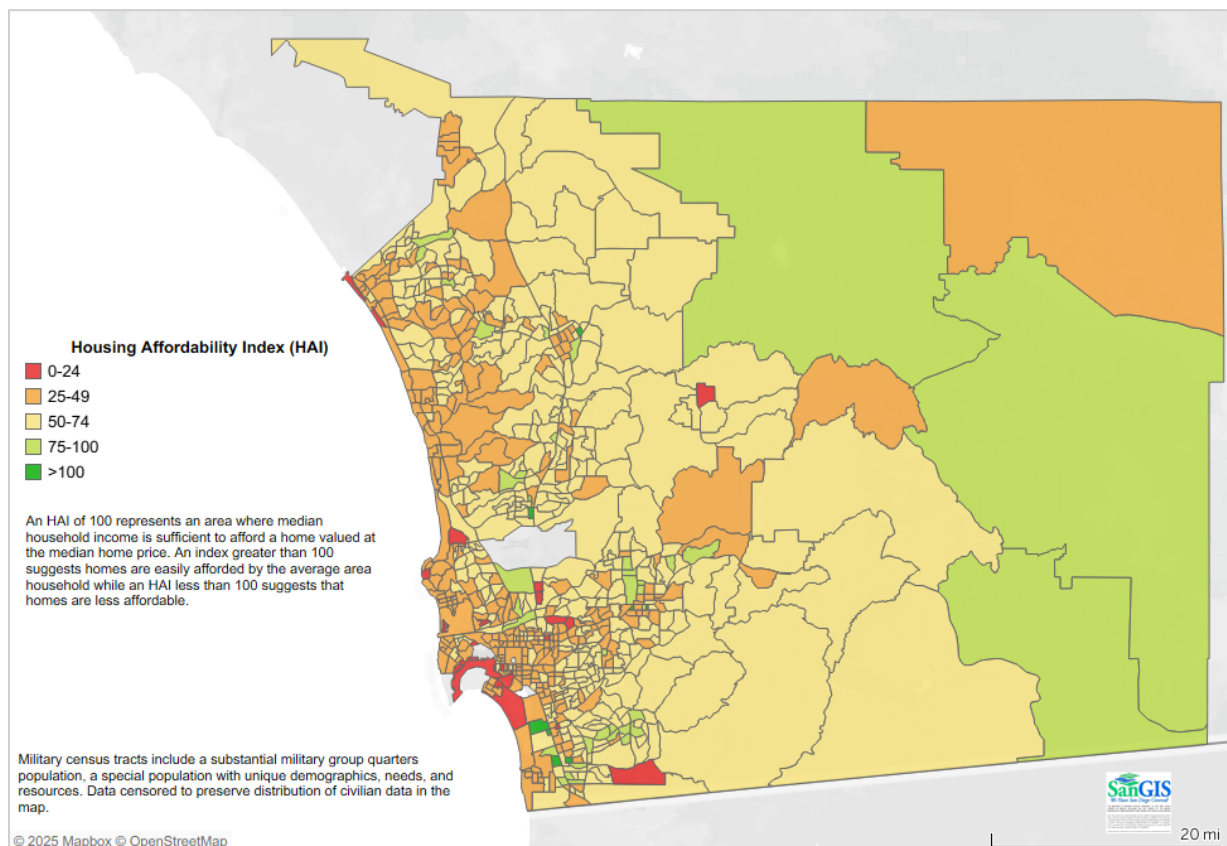 Housing Affordability Index (HAI)
0-24
25-49
50-74
75-100
>100
An HAI of 100 represents an area where median
household income is sufficient to afford a home valued at
the median home price. An index greater than 100
suggests homes are easily afforded by the average area
household while an HAI less than 100 suggests that
homes are less affordable.
Military census tracts include a substantial military group quarters
population, a special population with unique demographics, needs, and
resources. Data censored to preserve distribution of civilian data in the
map.
© 2025 Mapbox © OpenStreetMap
SanGIS
We Have San Diego Covered!
20 mi